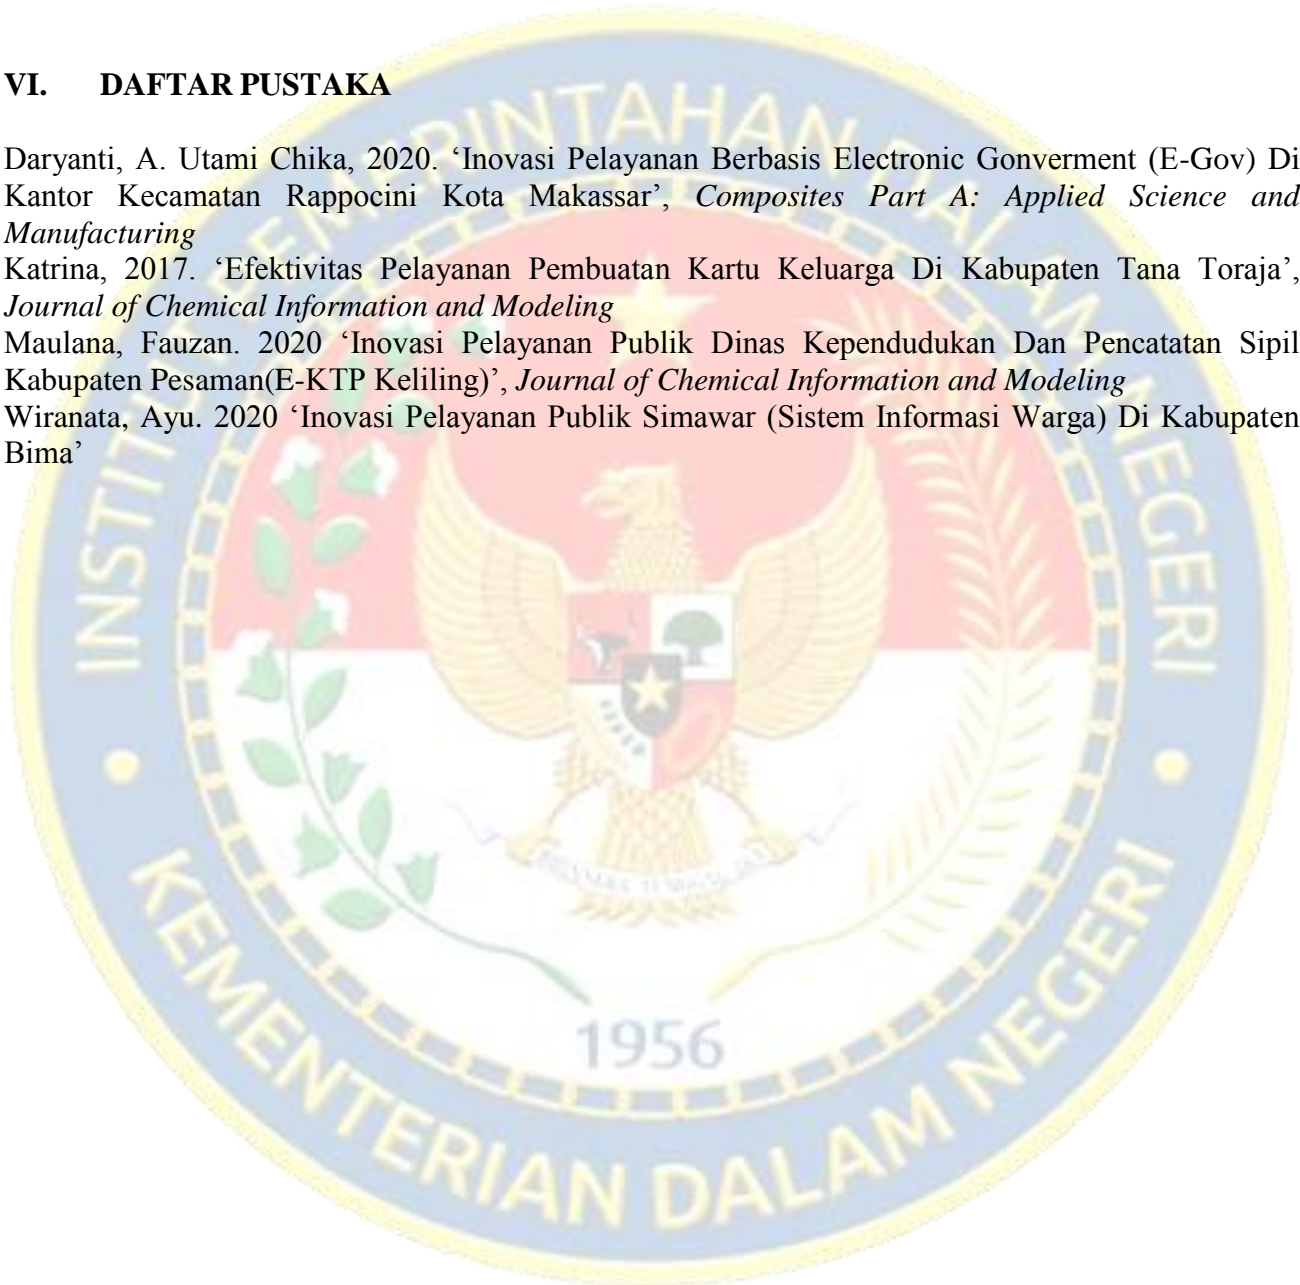 VI. DAFTAR PUSTAKA
Daryanti, A. Utami Chika, 2020. ‘Inovasi Pelayanan Berbasis Electronic Gonverment (E-Gov) Di
Kantor Kecamatan Rappocini Kota Makassar’, Composites Part A: Applied Science and
Manufacturing
Katrina, 2017. ‘Efektivitas Pelayanan Pembuatan Kartu Keluarga Di Kabupaten Tana Toraja’,
Journal of Chemical Information and Modeling
Maulana, Fauzan. 2020 ‘Inovasi Pelayanan Publik Dinas Kependudukan Dan Pencatatan Sipil
Kabupaten Pesaman(E-KTP Keliling)’, Journal of Chemical Information and Modeling
Wiranata, Ayu. 2020 ‘Inovasi Pelayanan Publik Simawar (Sistem Informasi Warga) Di Kabupaten
Bima’
INSTITUT PEMERINTAHAN DALAM NEGERI
1956
KEMENTERIAN DALAM NEGERI